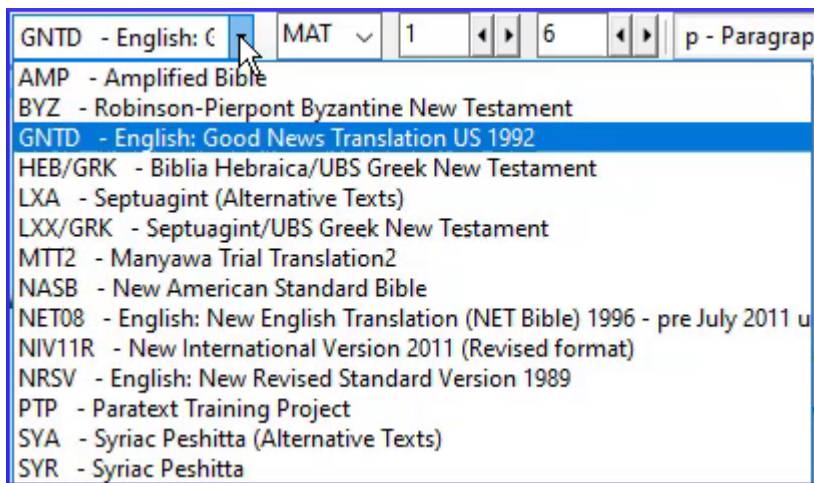 GNTD - English: MAT 1 6 p - Paragrap
AMP - Amplified Bible
BYZ - Robinson-Pierpont Byzantine New Testament
GNTD - English: Good News Translation US 1992
HEB/GRK - Biblia Hebraica/UBS Greek New Testament
LXA - Septuagint (Alternative Texts)
LXX/GRK - Septuagint/UBS Greek New Testament
MTT2 - Manyawa Trial Translation2
NASB - New American Standard Bible
NET08 - English: New English Translation (NET Bible) 1996 - pre July 2011 u
NIV11R - New International Version 2011 (Revised format)
NRSV - English: New Revised Standard Version 1989
PTP - Paratext Training Project
SYA - Syriac Peshitta (Alternative Texts)
SYR - Syriac Peshitta